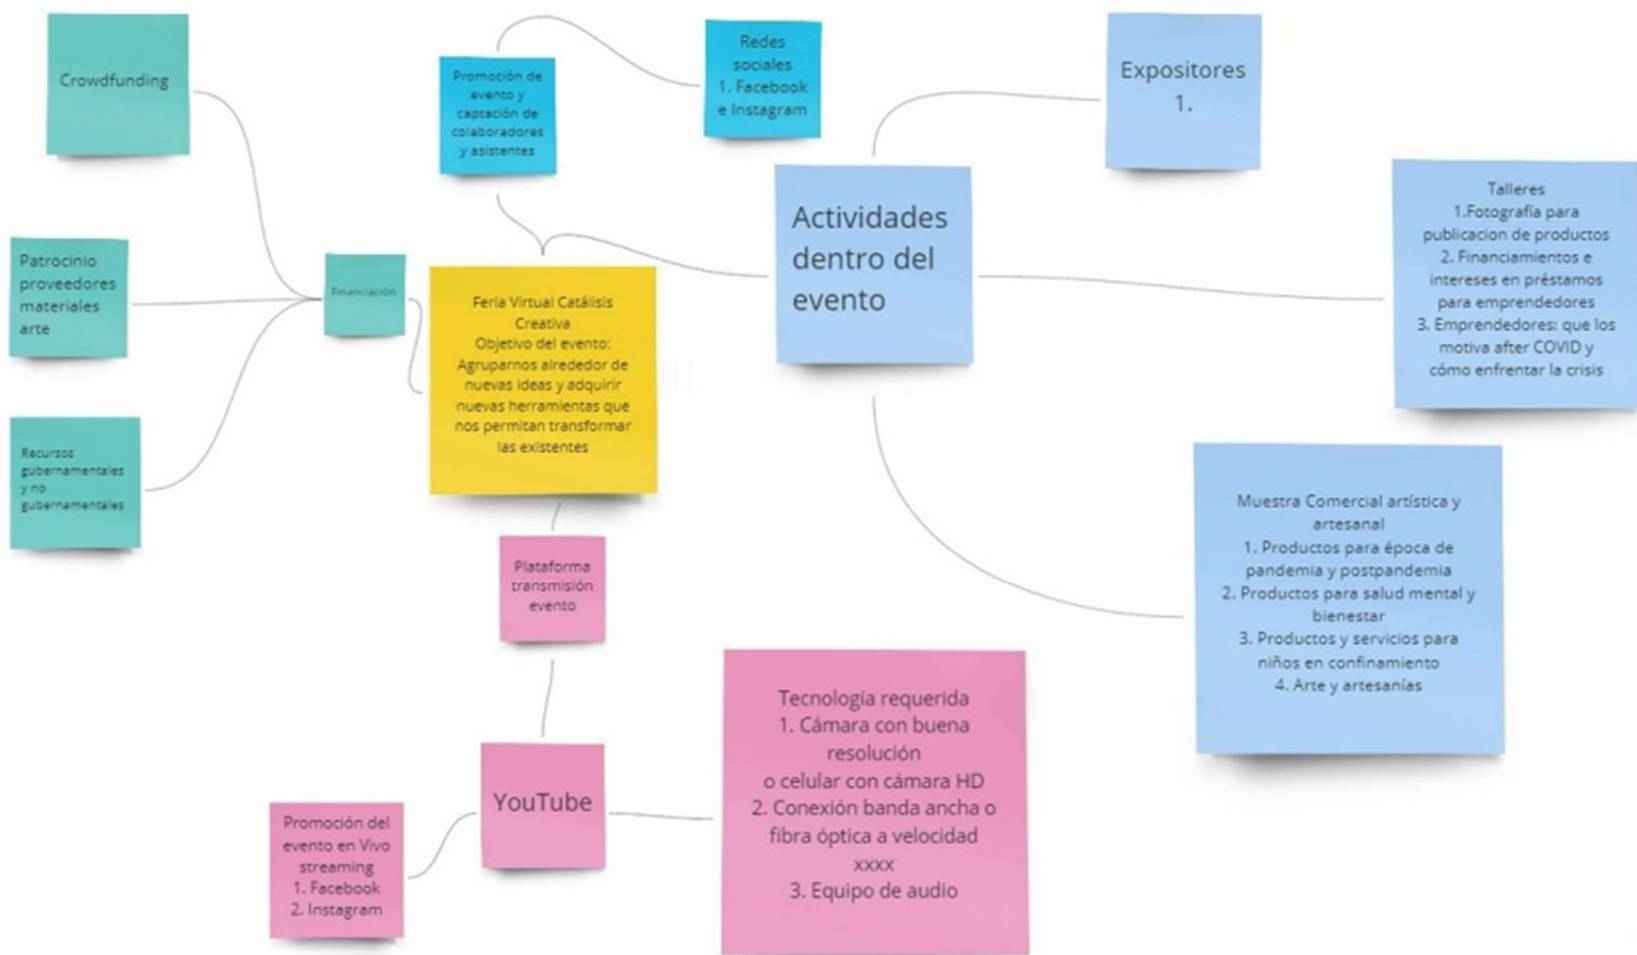 Crowdfunding
Promoción de
evento y
captación de
colaboradores
y asistentes
Redes
sociales
1. Facebook
e Instagram
Expositores
1.
Actividades
dentro del
evento
Talleres
1.Fotografía para
publicacion de productos
2. Financiamientos e
intereses en préstamos
para emprendedores
3. Emprendedores: que los
motiva after COVID y
cómo enfrentar la crisis
Patrocinio
proveedores
materiales
arte
Financiación
Feria Virtual Catálisis
Creativa
Objetivo del evento:
Agruparnos alrededor de
nuevas ideas y adquirir
nuevas herramientas que
nos permitan transformar
las existentes
Recursos
gubernamentales
y no
gubernamentales
Muestra Comercial artística y
artesanal
1. Productos para época de
pandemia y postpandemia
2. Productos para salud mental y
bienestar
3. Productos y servicios para
niños en confinamiento
4. Arte y artesanías
Plataforma
transmisión
evento
YouTube
Tecnología requerida
1. Cámara con buena
resolución
o celular con cámara HD
2. Conexión banda ancha o
fibra óptica a velocidad
xxxx
3. Equipo de audio
Promoción del
evento en Vivo
streaming
1. Facebook
2. Instagram